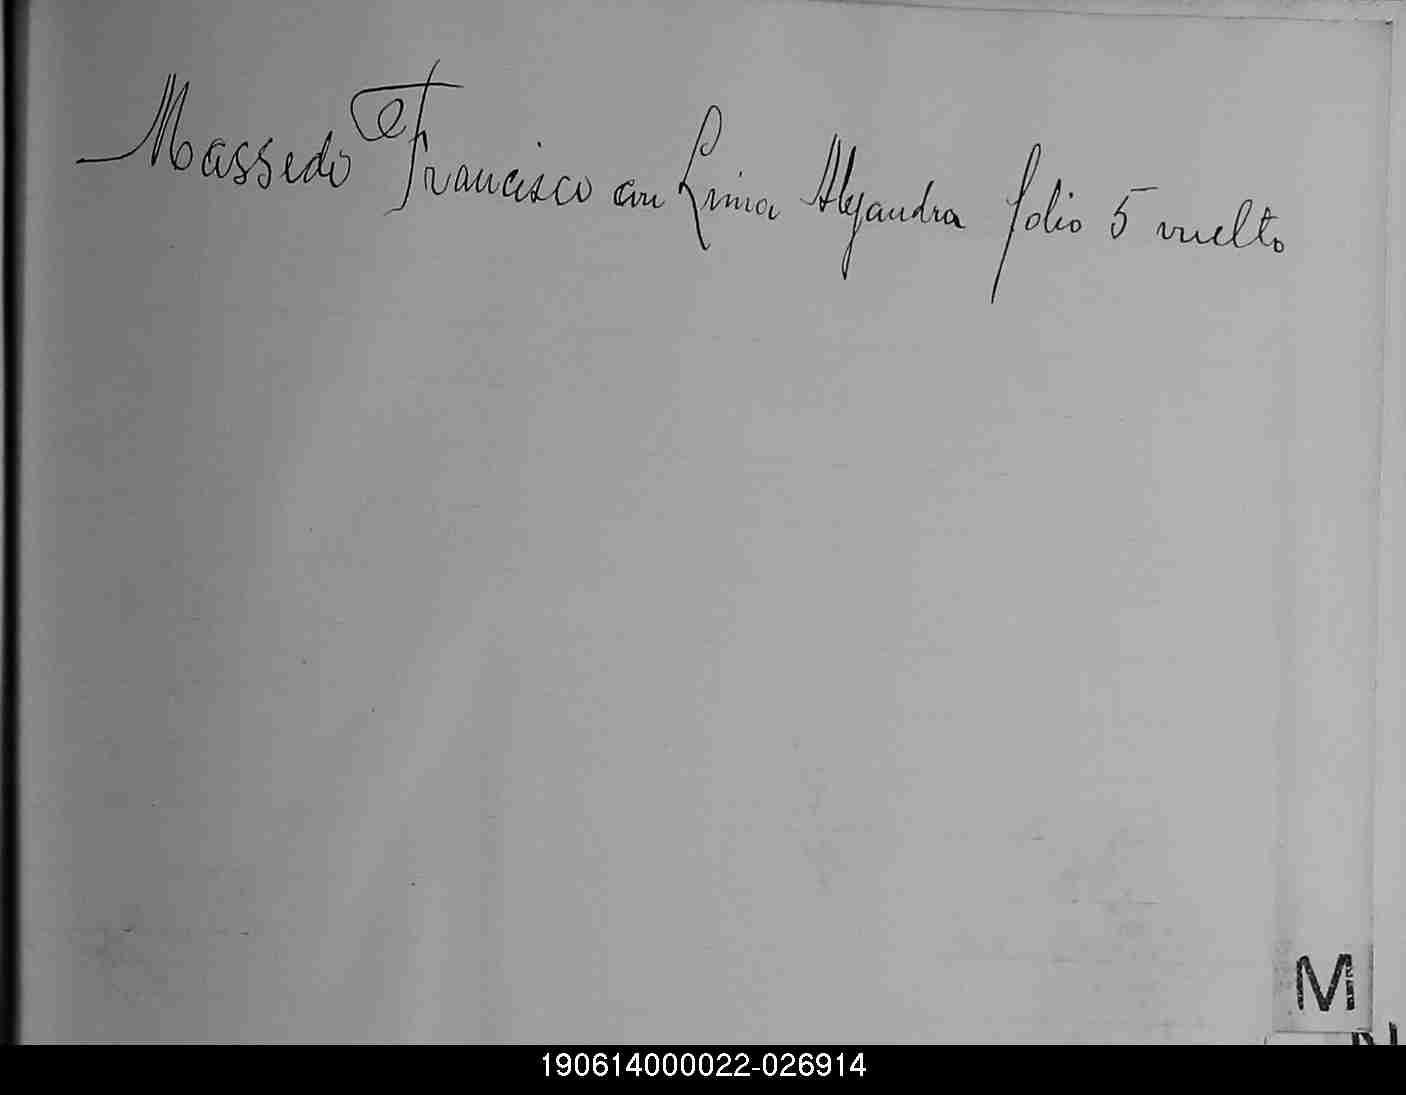 Massedo Francisco con Lima Alejandra folio 5 vuelto
M
N
190614000022-026914